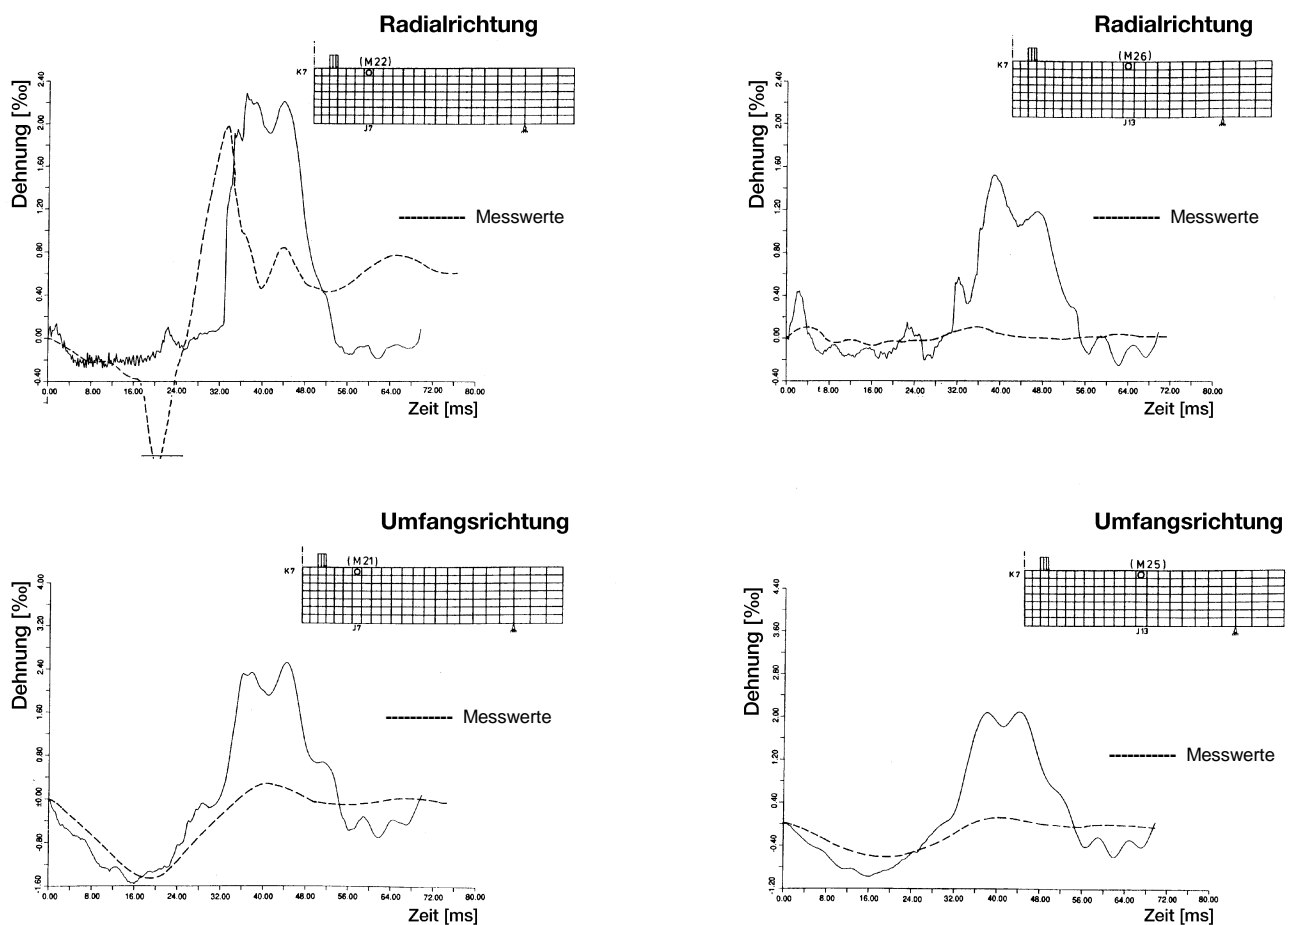 Radialrichtung
(M22)
K7
J7
Dehnung [‰]
2.40
2.00
1.60
1.20
0.80
0.40
0.00
-0.40
Messwerte
0.00 8.00 16.00 24.00 32.00 40.00 48.00 56.00 64.00 72.00 80.00
Zeit [ms]
Radialrichtung
(M26)
K7
J13
Dehnung [‰]
2.40
2.00
1.60
1.20
0.80
0.40
0.00
-0.40
Messwerte
0.00 8.00 16.00 24.00 32.00 40.00 48.00 56.00 64.00 72.00 80.00
Zeit [ms]
Umfangsrichtung
(M21)
K7
J7
Dehnung [‰]
4.00
3.20
2.40
1.60
0.80
±0.00
-0.80
-1.60
Messwerte
0.00 8.00 16.00 24.00 32.00 40.00 48.00 56.00 64.00 72.00 80.00
Zeit [ms]
Umfangsrichtung
(M25)
K7
J13
Dehnung [‰]
4.40
3.60
2.80
2.00
1.20
0.40
-0.40
-1.20
Messwerte
0.00 8.00 16.00 24.00 32.00 40.00 48.00 56.00 64.00 72.00 80.00
Zeit [ms]